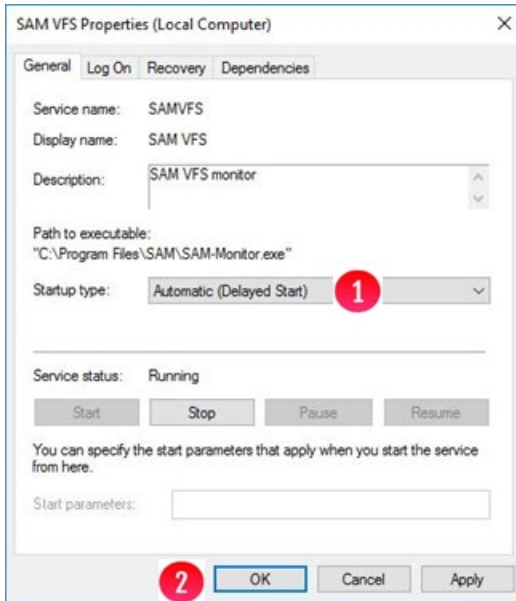 SAM VFS Properties (Local Computer)
General Log On Recovery Dependencies
Service name: SAMVFS
Display name: SAM VFS
Description: SAM VFS monitor
Path to executable:
"C:\Program Files\SAM\SAM-Monitor.exe"
Startup type: Automatic (Delayed Start) 1
Service status: Running
Start Stop Pause Resume
You can specify the start parameters that apply when you start the service
from here.
Start parameters:
2 OK Cancel Apply